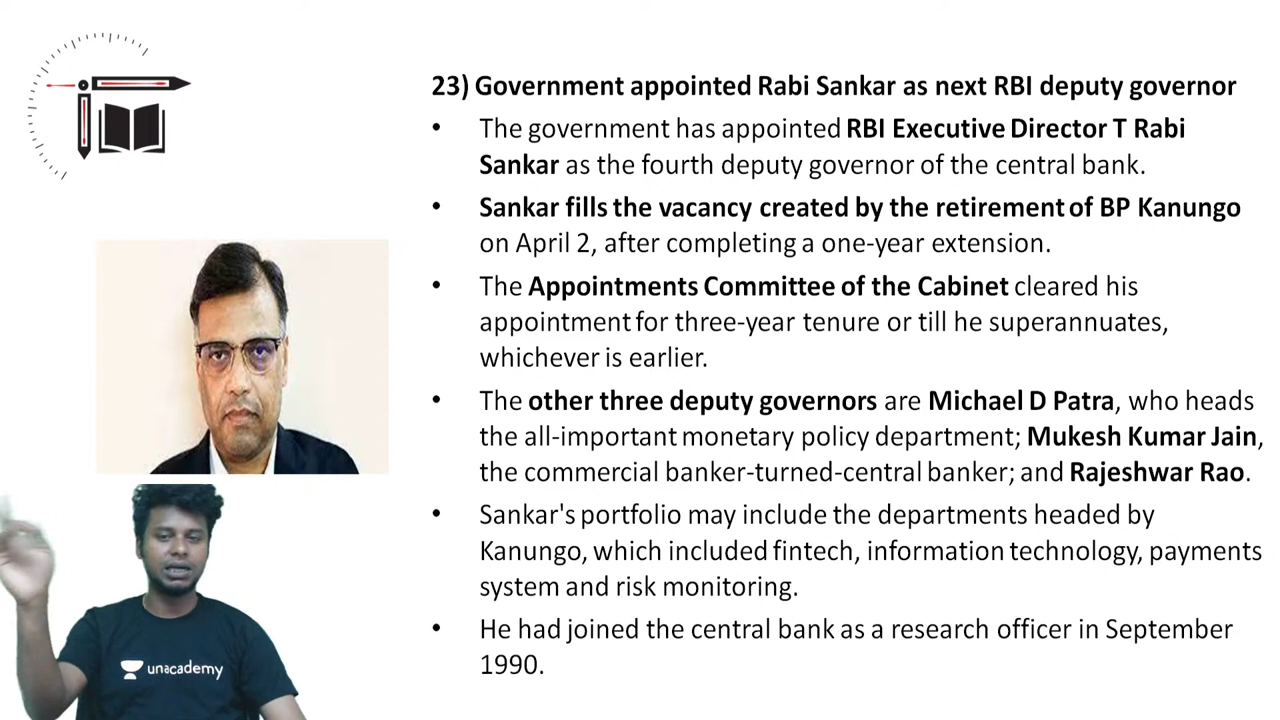 23) Government appointed Rabi Sankar as next RBI deputy governor
• The government has appointed RBI Executive Director T Rabi
Sankar as the fourth deputy governor of the central bank.
• Sankar fills the vacancy created by the retirement of BP Kanungo
on April 2, after completing a one-year extension.
• The Appointments Committee of the Cabinet cleared his
appointment for three-year tenure or till he superannuates,
whichever is earlier.
• The other three deputy governors are Michael D Patra, who heads
the all-important monetary policy department; Mukesh Kumar Jain,
the commercial banker-turned-central banker; and Rajeshwar Rao.
• Sankar's portfolio may include the departments headed by
Kanungo, which included fintech, information technology, payments
system and risk monitoring.
• He had joined the central bank as a research officer in September
1990.
unacademy